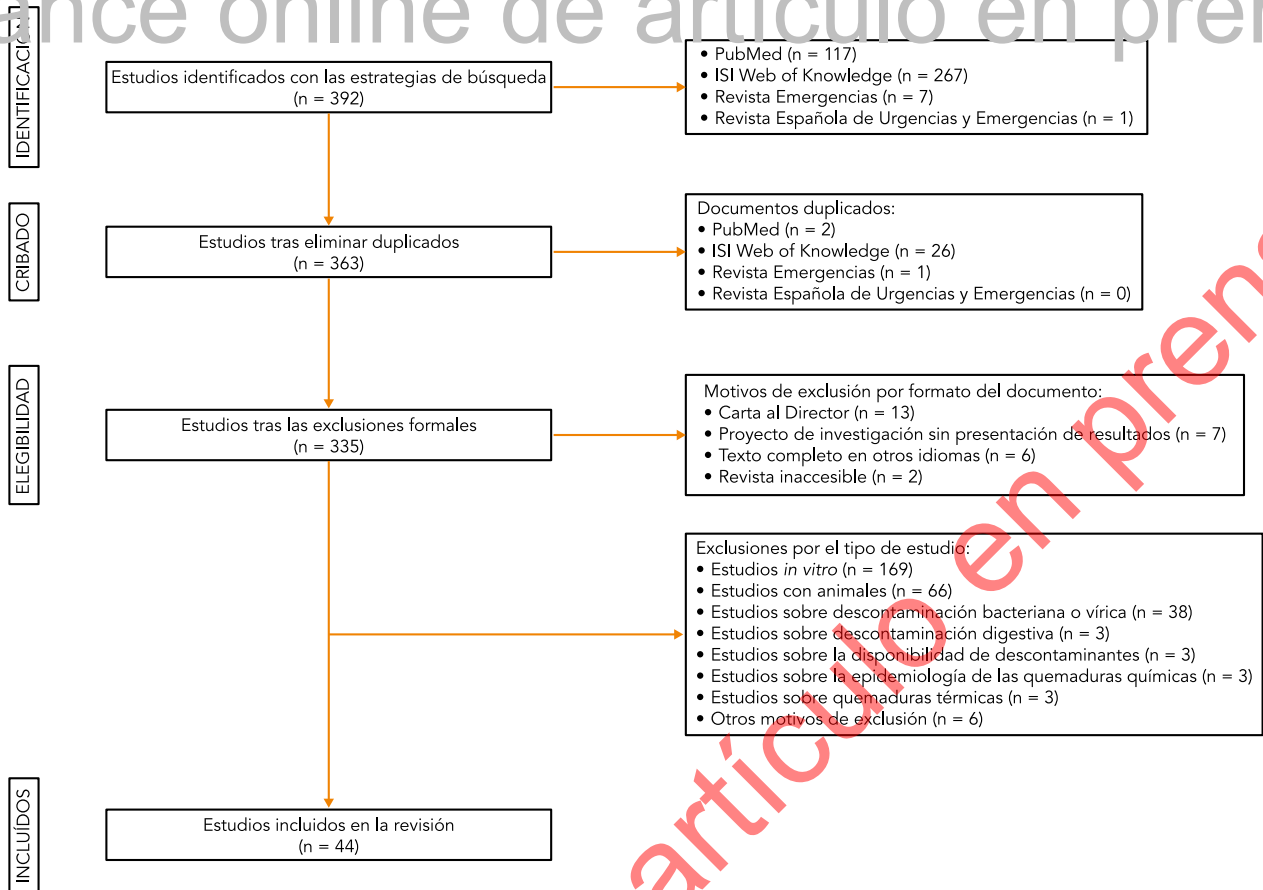 ance online de artículo en pren
IDENTIFICACIÓN
Estudios identificados con las estrategias de búsqueda
(n = 392)
• PubMed (n = 117)
• ISI Web of Knowledge (n = 267)
• Revista Emergencias (n = 7)
• Revista Española de Urgencias y Emergencias (n = 1)
CRIBADO
Estudios tras eliminar duplicados
(n = 363)
Documentos duplicados:
• PubMed (n = 2)
• ISI Web of Knowledge (n = 26)
• Revista Emergencias (n = 1)
• Revista Española de Urgencias y Emergencias (n = 0)
ELEGIBILIDAD
Estudios tras las exclusiones formales
(n = 335)
Motivos de exclusión por formato del documento:
• Carta al Director (n = 13)
• Proyecto de investigación sin presentación de resultados (n = 7)
• Texto completo en otros idiomas (n = 6)
• Revista inaccesible (n = 2)
Exclusiones por el tipo de estudio:
• Estudios in vitro (n = 169)
• Estudios con animales (n = 66)
• Estudios sobre descontaminación bacteriana o vírica (n = 38)
• Estudios sobre descontaminación digestiva (n = 3)
• Estudios sobre la disponibilidad de descontaminantes (n = 3)
• Estudios sobre la epidemiología de las quemaduras químicas (n = 3)
• Estudios sobre quemaduras térmicas (n = 3)
• Otros motivos de exclusión (n = 6)
INCLUÍDOS
Estudios incluidos en la revisión
(n = 44)
artículo en prens